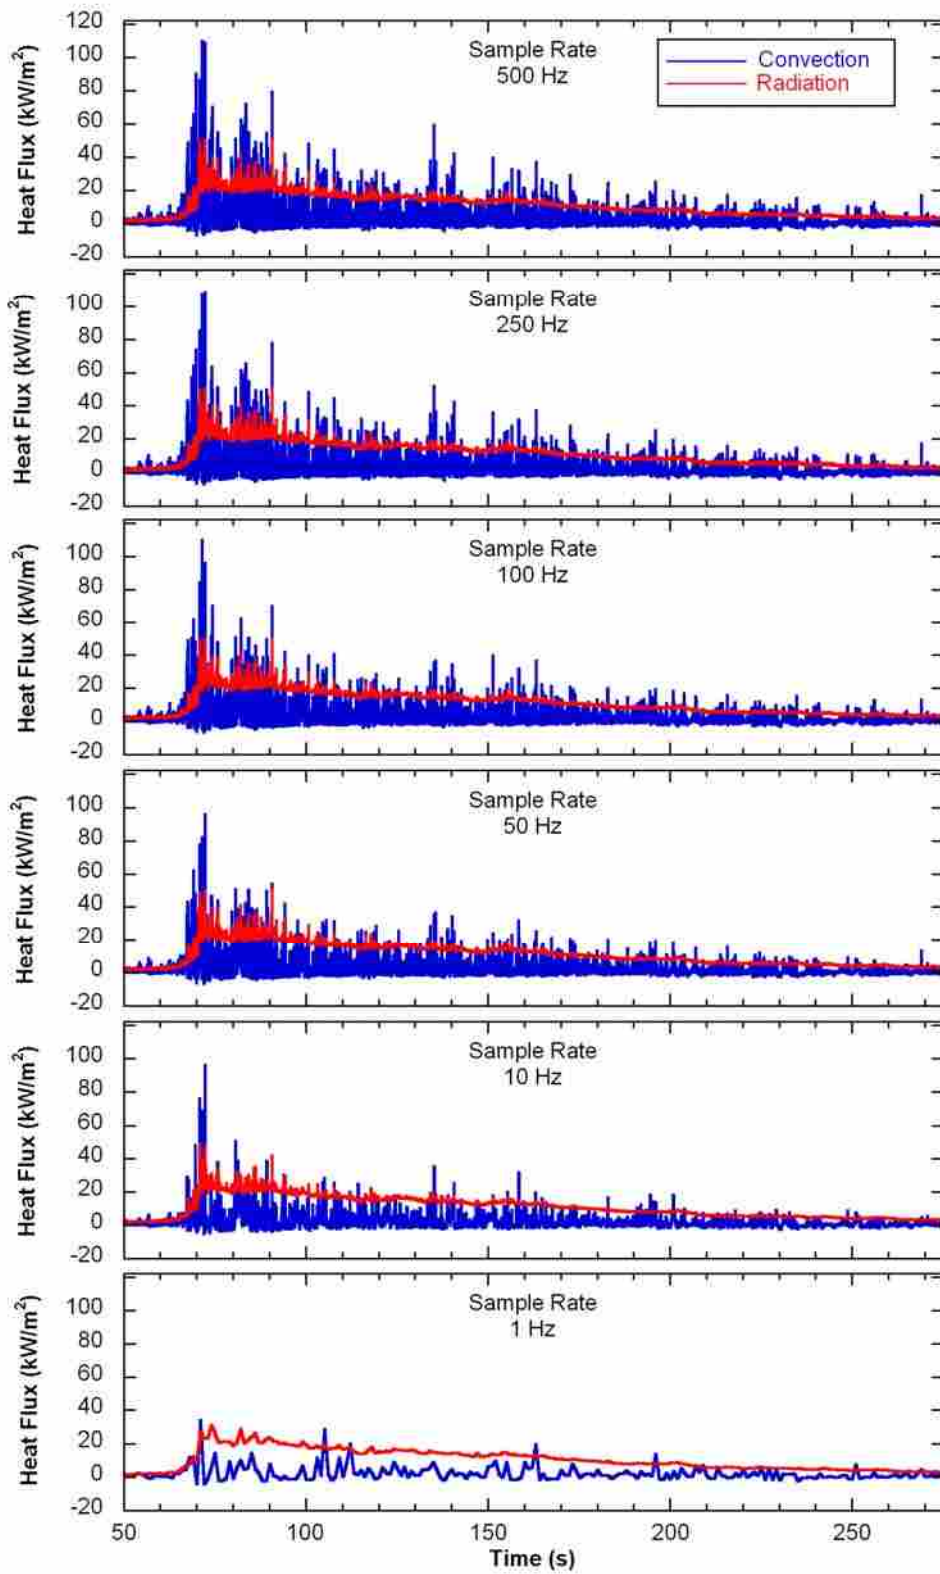 120
100
80
60
40
20
0
-20
Heat Flux (kW/m²)
Sample Rate
500 Hz
Convection
Radiation
100
80
60
40
20
0
-20
Heat Flux (kW/m²)
Sample Rate
250 Hz
100
80
60
40
20
0
-20
Heat Flux (kW/m²)
Sample Rate
100 Hz
100
80
60
40
20
0
-20
Heat Flux (kW/m²)
Sample Rate
50 Hz
100
80
60
40
20
0
-20
Heat Flux (kW/m²)
Sample Rate
10 Hz
100
80
60
40
20
0
-20
Heat Flux (kW/m²)
Sample Rate
1 Hz
50 100 150 200 250
Time (s)